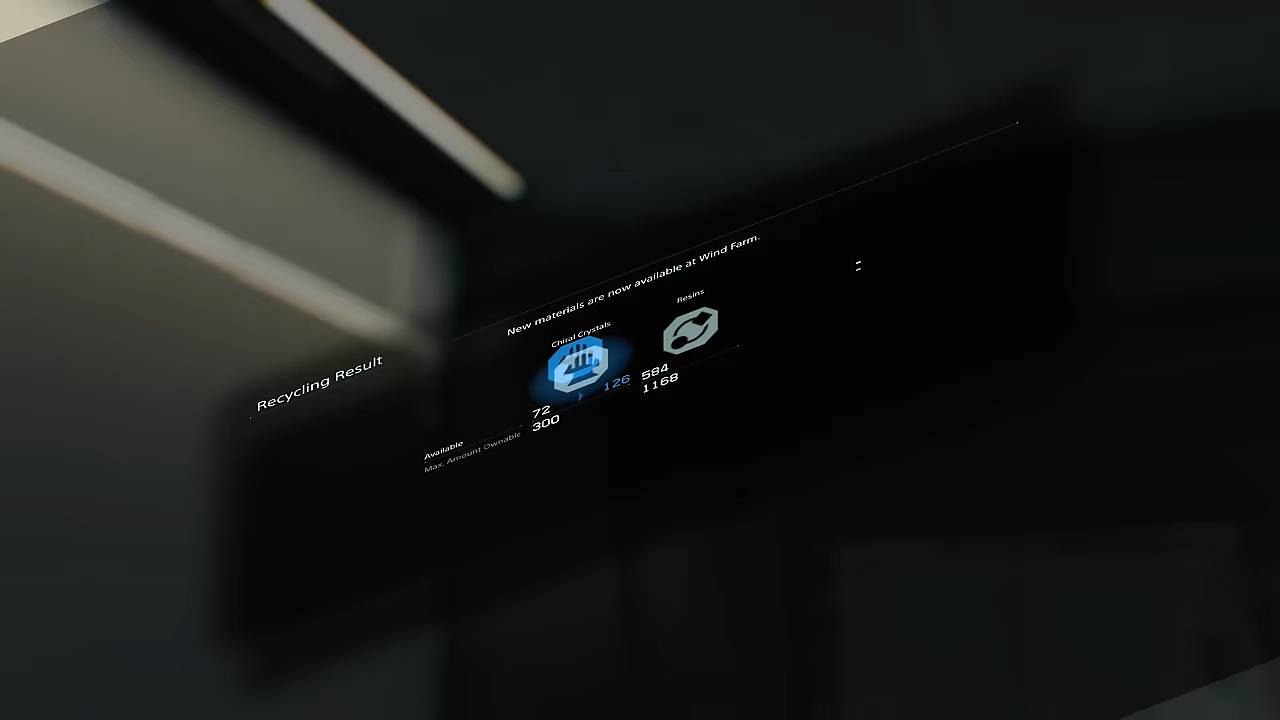 Recycling Result
New materials are now available at Wind Farm.
Chiral Crystals
Resins
126
Available
72
584
Max. Amount Ownable
300
1168